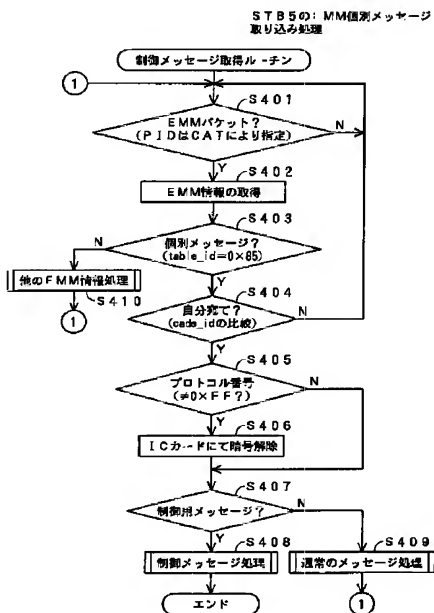 STB5の：MM個別メッセージ
取り込み処理
制御メッセージ取得ル－チン
1
S401
EMMパケット？
(PIDはCATにより指定)
N
Y
S402
EMM情報の取得
S403
N
個別メッセージ？
(table_id=0×85)
他のEMM情報処理
S410
Y
S404
1
自分宛て？
(cade_idの比較)
N
Y
S405
プロトコル番号
(≠0×FF？)
N
Y
S406
ICカードにて暗号解除
S407
制御用メッセージ？
N
Y
S408
S409
制御メッセージ処理
通常のメッセージ処理
エンド
1